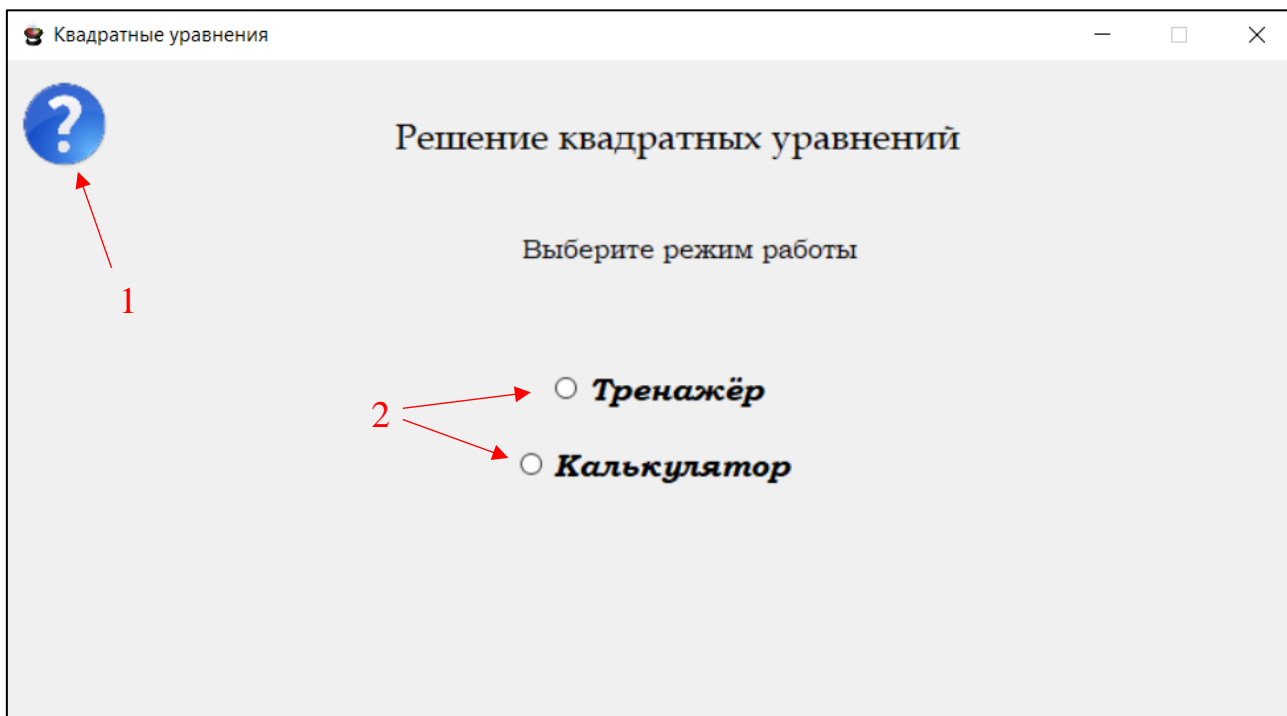 Квадратные уравнения
?
Решение квадратных уравнений
Выберите режим работы
1
Тренажёр
2
Калькулятор